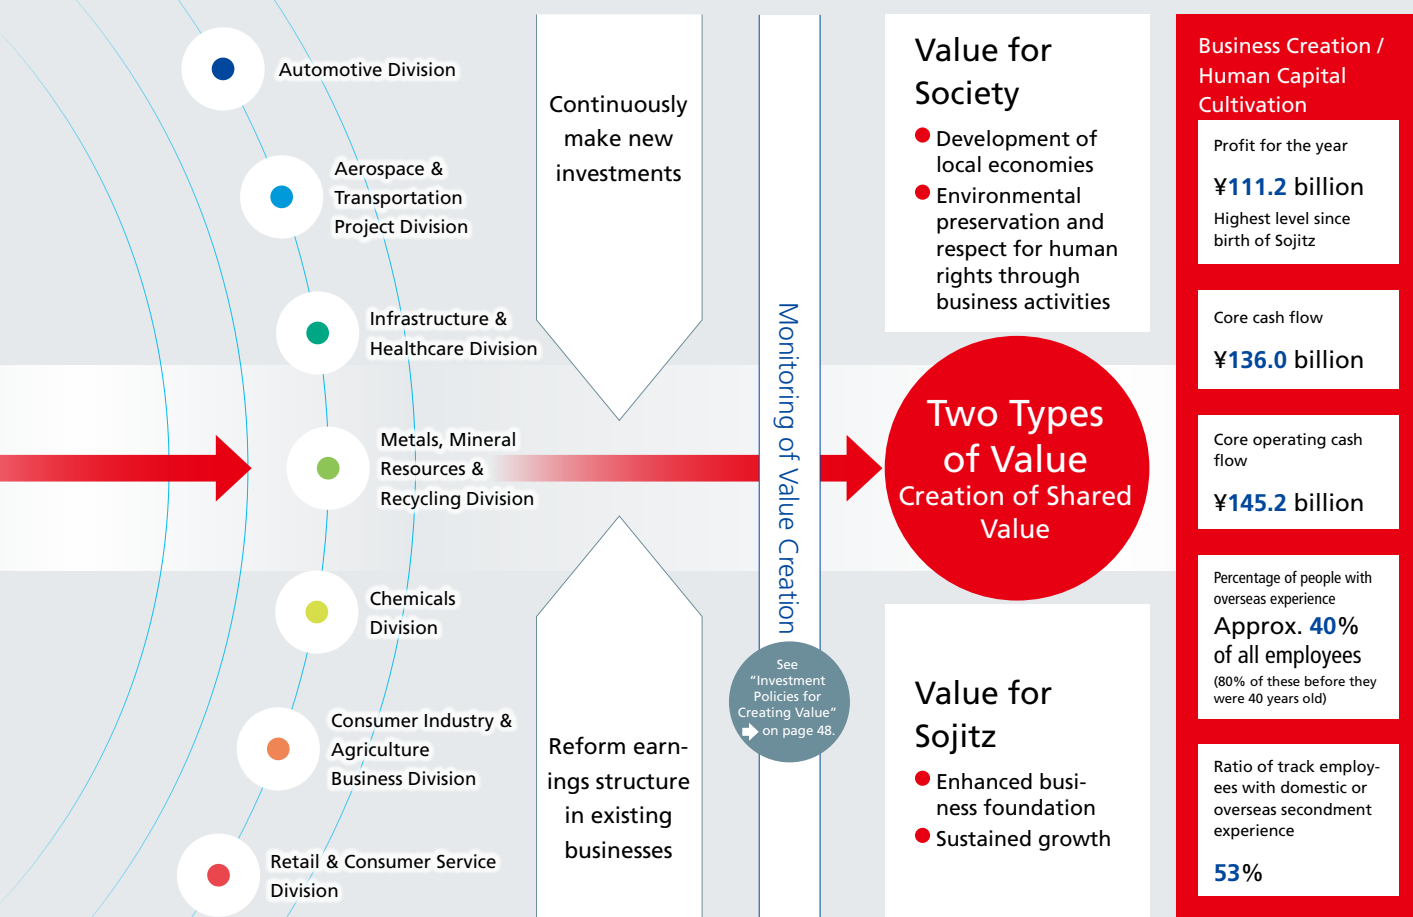 Automotive Division
Aerospace &
Transportation
Project Division
Infrastructure &
Healthcare Division
Metals, Mineral
Resources &
Recycling Division
Chemicals
Division
Consumer Industry &
Agriculture
Business Division
Retail & Consumer Service
Division
Continuously
make new
investments
Reform earn-
ings structure
in existing
businesses
Monitoring of Value Creation
See
“Investment
Policies for
Creating Value”
on page 48.
Value for
Society
Development of
local economies
Environmental
preservation and
respect for human
rights through
business activities
Two Types
of Value
Creation of Shared
Value
Value for
Sojitz
Enhanced busi-
ness foundation
Sustained growth
Business Creation /
Human Capital
Cultivation
Profit for the year
¥111.2 billion
Highest level since
birth of Sojitz
Core cash flow
¥136.0 billion
Core operating cash
flow
¥145.2 billion
Percentage of people with
overseas experience
Approx. 40%
of all employees
(80% of these before they
were 40 years old)
Ratio of track employ-
ees with domestic or
overseas secondment
experience
53%